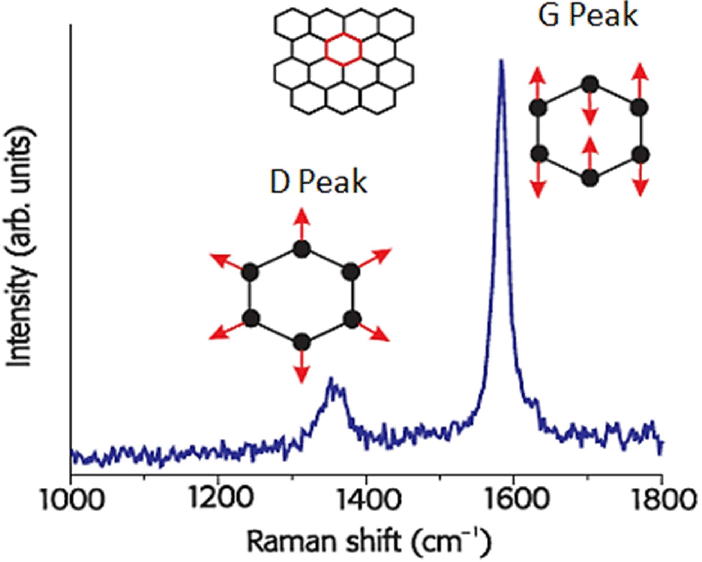 G Peak
D Peak
Intensity (arb. units)
1000 1200 1400 1600 1800
Raman shift (cm⁻¹)